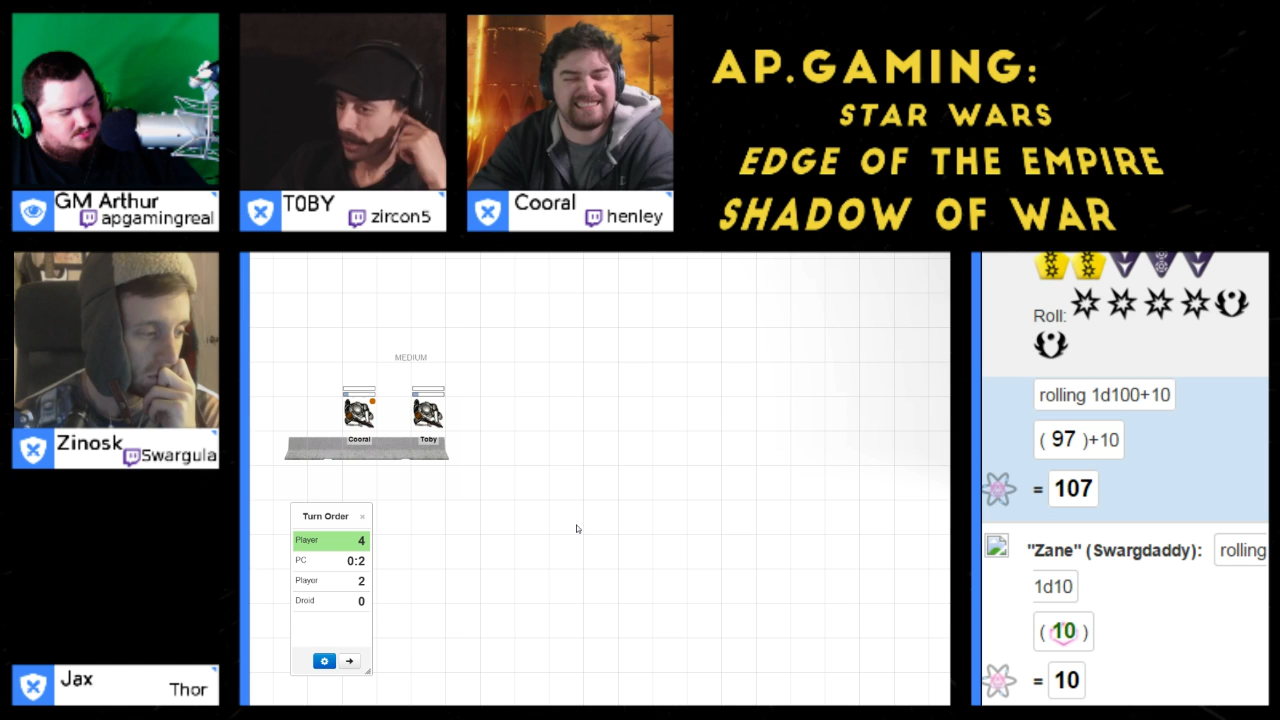 AP.GAMING:
STAR WARS
EDGE OF THE EMPIRE
SHADOW OF WAR
GM Arthur
apgamingreal
TOBY
zircon5
Cooral
henley
Zinosk
Swargula
Jax
Thor
MEDIUM
Cooral
Toby
Turn Order ×
Player 4
PC 0:2
Player 2
Droid 0
Roll:
rolling 1d100+10
( 97 )+10
= 107
"Zane" (Swargdaddy): rolling
1d10
( 10 )
= 10